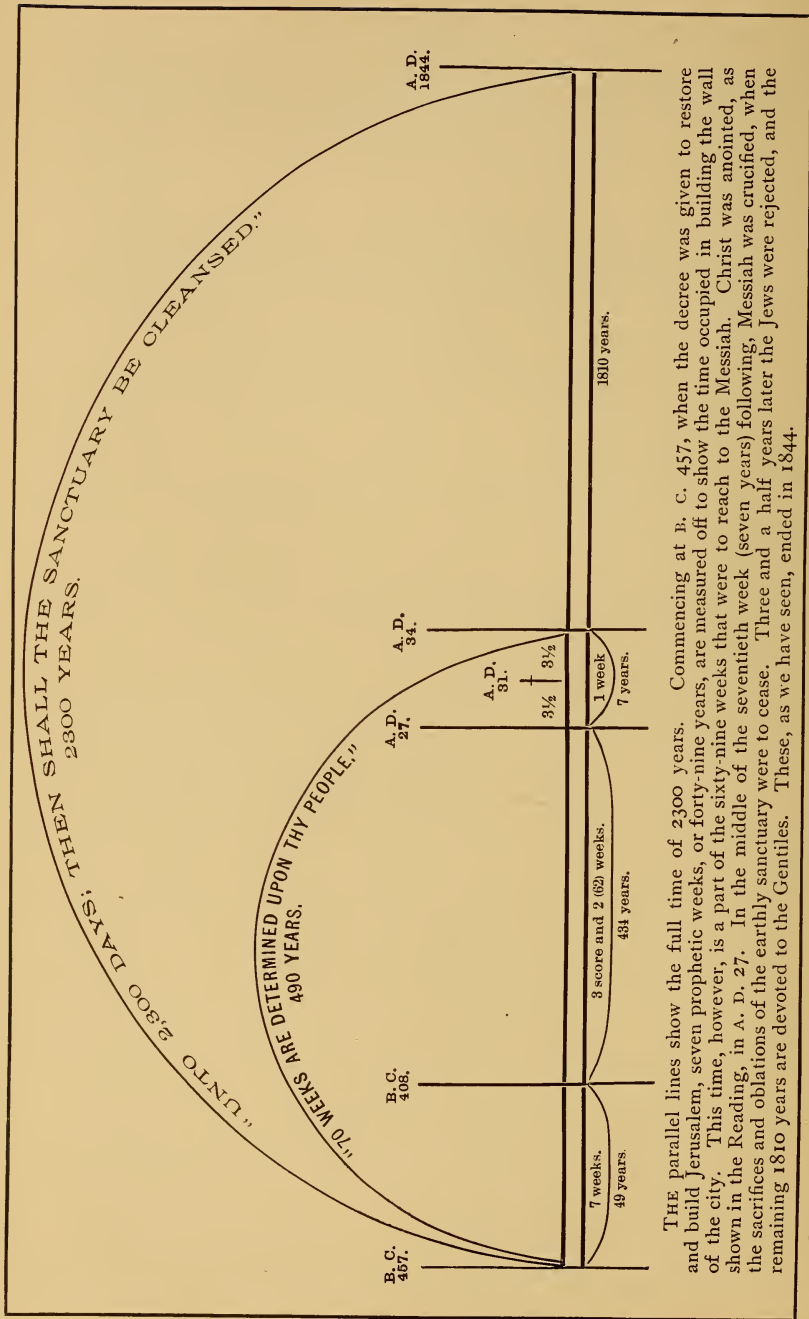 "UNTO 2,300 DAYS; THEN SHALL THE SANCTUARY BE CLEANSED."
2300 YEARS.
"70 WEEKS ARE DETERMINED UPON THY PEOPLE,"
490 YEARS.
B. C.
457.
B. C.
408.
A. D.
27.
A. D.
31.
A. D.
34.
A. D.
1844.
3½ 3½
7 weeks.
49 years.
3 score and 2 (62) weeks.
434 years.
1 week
7 years.
1810 years.
THE parallel lines show the full time of 2300 years. Commencing at B. C. 457, when the decree was given to restore
and build Jerusalem, seven prophetic weeks, or forty-nine years, are measured off to show the time occupied in building the wall
of the city. This time, however, is a part of the sixty-nine weeks that were to reach to the Messiah. Christ was anointed, as
shown in the Reading, in A. D. 27. In the middle of the seventieth week (seven years) following, Messiah was crucified, when
the sacrifices and oblations of the earthly sanctuary were to cease. Three and a half years later the Jews were rejected, and the
remaining 1810 years are devoted to the Gentiles. These, as we have seen, ended in 1844.